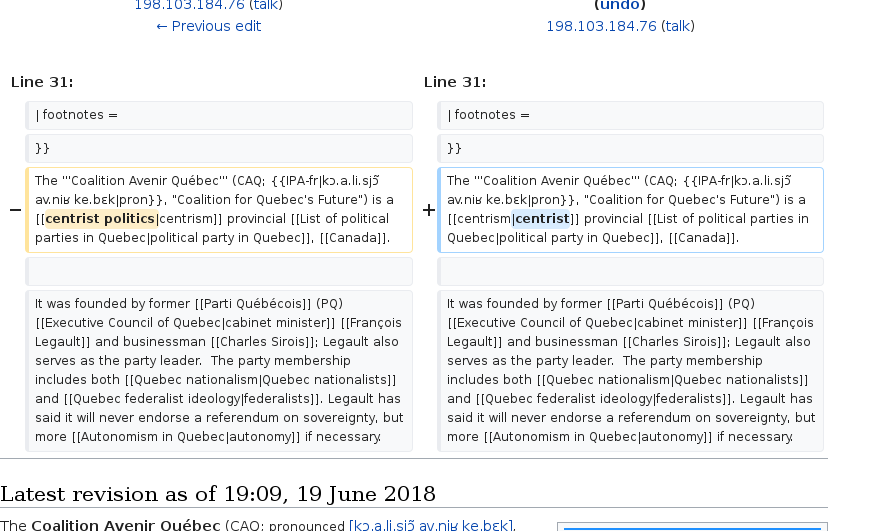 198.103.184.76 (talk)
← Previous edit
(undo)
198.103.184.76 (talk)
Line 31:
Line 31:
| footnotes =
| footnotes =
}}
}}
−
The '''Coalition Avenir Québec''' (CAQ; {{IPA-fr|kɔ.a.li.sjɔ̃
av.niʁ ke.bɛk|pron}}, "Coalition for Quebec's Future") is a
[[centrist politics|centrism]] provincial [[List of political
parties in Quebec|political party in Quebec]], [[Canada]].
+
The '''Coalition Avenir Québec''' (CAQ; {{IPA-fr|kɔ.a.li.sjɔ̃
av.niʁ ke.bɛk|pron}}, "Coalition for Quebec's Future") is a
[[centrism|centrist]] provincial [[List of political parties in
Quebec|political party in Quebec]], [[Canada]].
It was founded by former [[Parti Québécois]] (PQ)
[[Executive Council of Quebec|cabinet minister]] [[François
Legault]] and businessman [[Charles Sirois]]; Legault also
serves as the party leader.  The party membership
includes both [[Quebec nationalism|Quebec nationalists]]
and [[Quebec federalist ideology|federalists]]. Legault has
said it will never endorse a referendum on sovereignty, but
more [[Autonomism in Quebec|autonomy]] if necessary.
It was founded by former [[Parti Québécois]] (PQ)
[[Executive Council of Quebec|cabinet minister]] [[François
Legault]] and businessman [[Charles Sirois]]; Legault also
serves as the party leader.  The party membership
includes both [[Quebec nationalism|Quebec nationalists]]
and [[Quebec federalist ideology|federalists]]. Legault has
said it will never endorse a referendum on sovereignty, but
more [[Autonomism in Quebec|autonomy]] if necessary.
Latest revision as of 19:09, 19 June 2018
The Coalition Avenir Québec (CAQ; pronounced [kɔ.a.li.sjɔ̃ av.niʁ ke.bɛk],